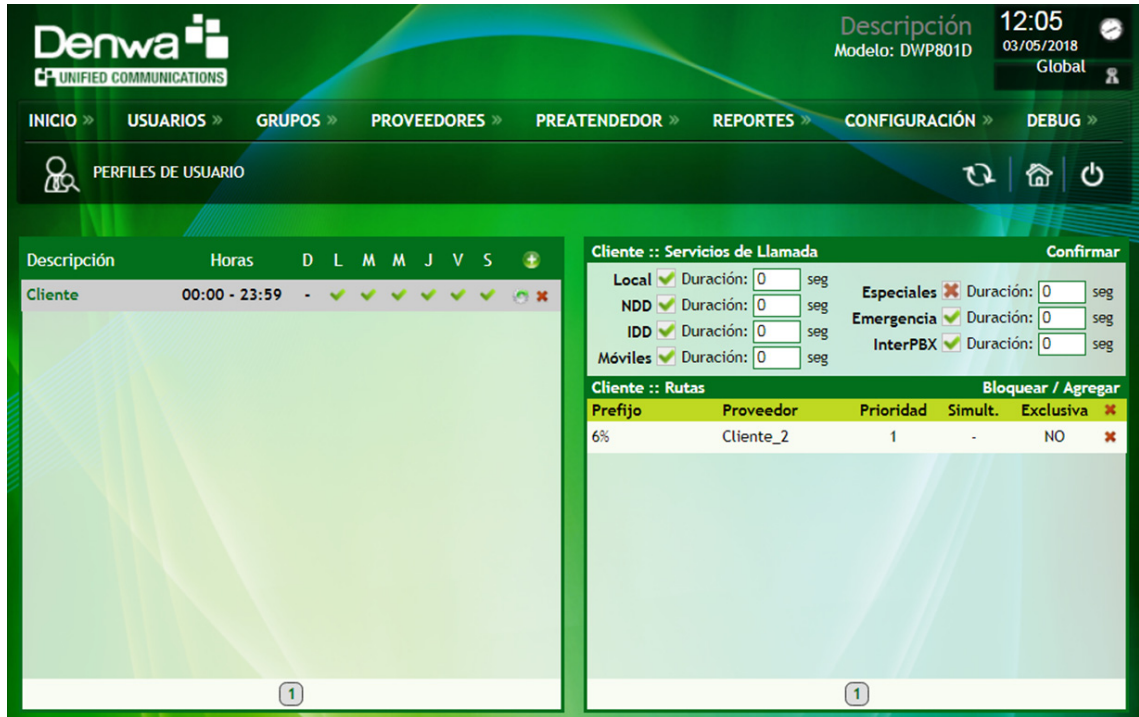 Denwa
UNIFIED COMMUNICATIONS
Descripción
Modelo: DWP801D
12:05
03/05/2018
Global
INICIO » USUARIOS » GRUPOS » PROVEEDORES » PREATENDEDOR » REPORTES » CONFIGURACIÓN » DEBUG »
PERFILES DE USUARIO
Descripción Horas D L M M J V S
Cliente 00:00 - 23:59 -
1
Cliente :: Servicios de Llamada Confirmar
Local Duración: 0 seg
NDD Duración: 0 seg
IDD Duración: 0 seg
Móviles Duración: 0 seg
Especiales Duración: 0 seg
Emergencia Duración: 0 seg
InterPBX Duración: 0 seg
Cliente :: Rutas Bloquear / Agregar
Prefijo Proveedor Prioridad Simult. Exclusiva
6% Cliente_2 1 - NO
1